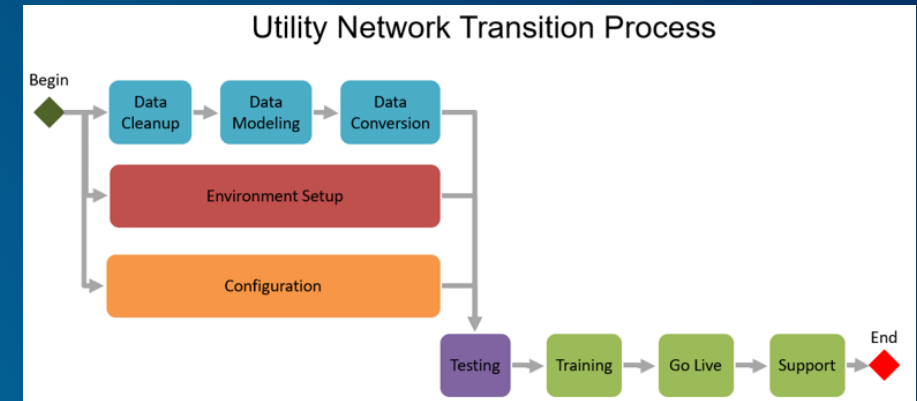 Utility Network Transition Process
Begin
Data
Cleanup
Data
Modeling
Data
Conversion
Environment Setup
Configuration
Testing
Training
Go Live
Support
End